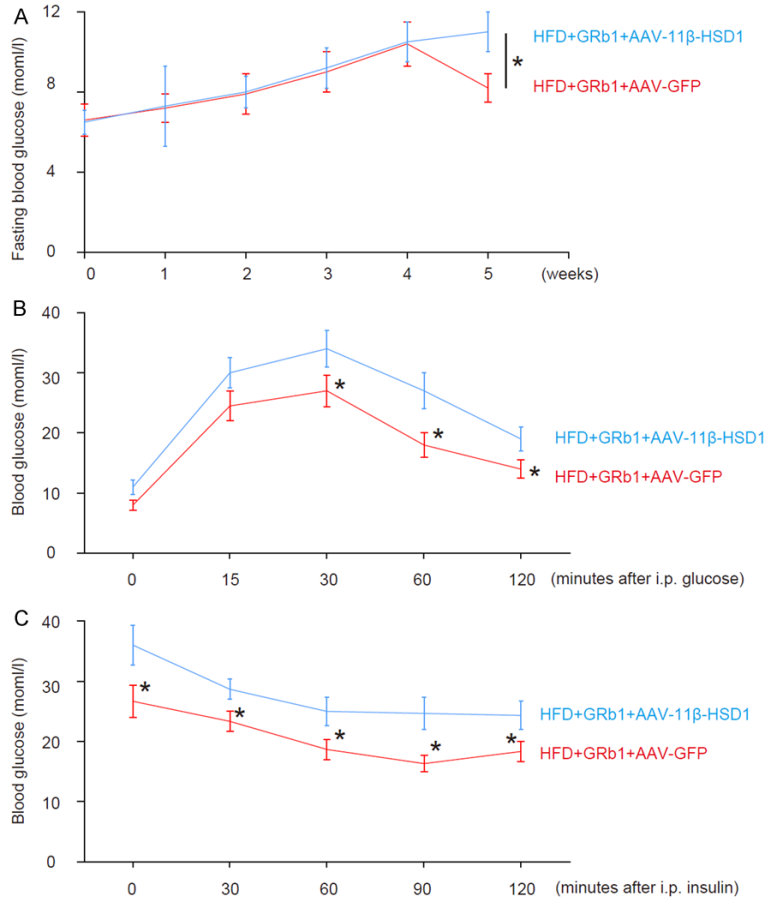 A
Fasting blood glucose (moml/l)
12
8
4
0
0 1 2 3 4 5 (weeks)
HFD+GRb1+AAV-11β-HSD1
*
HFD+GRb1+AAV-GFP
B
Blood glucose (moml/l)
40
30
20
10
0
0 15 30 60 120 (minutes after i.p. glucose)
*
*
*
HFD+GRb1+AAV-11β-HSD1
HFD+GRb1+AAV-GFP
C
Blood glucose (moml/l)
40
30
20
10
0
0 30 60 90 120 (minutes after i.p. insulin)
*
*
*
*
*
HFD+GRb1+AAV-11β-HSD1
HFD+GRb1+AAV-GFP